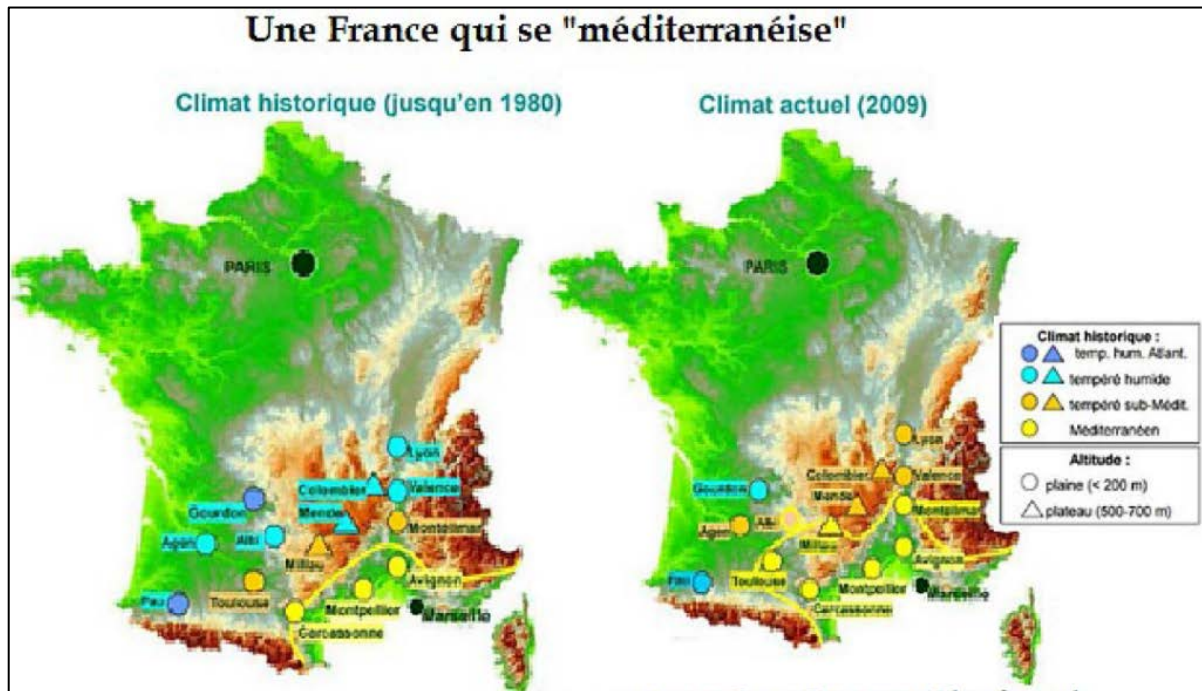 Une France qui se "méditerranéise"
Climat historique (jusqu'en 1980)
PARIS
Lyon
Colombier
Valence
Gourdon
Mende
Montélimar
Agen
Albi
Millau
Avignon
Pau
Toulouse
Montpellier
Marseille
Carcassonne
Climat actuel (2009)
PARIS
Lyon
Colombier
Valence
Gourdon
Mende
Montélimar
Agen
Albi
Millau
Avignon
Pau
Toulouse
Montpellier
Marseille
Carcassonne
Climat historique :
temp. hum. Atlant.
tempéré humide
tempéré sub-Médit.
Méditerranéen
Altitude :
plaine (< 200 m)
plateau (500-700 m)